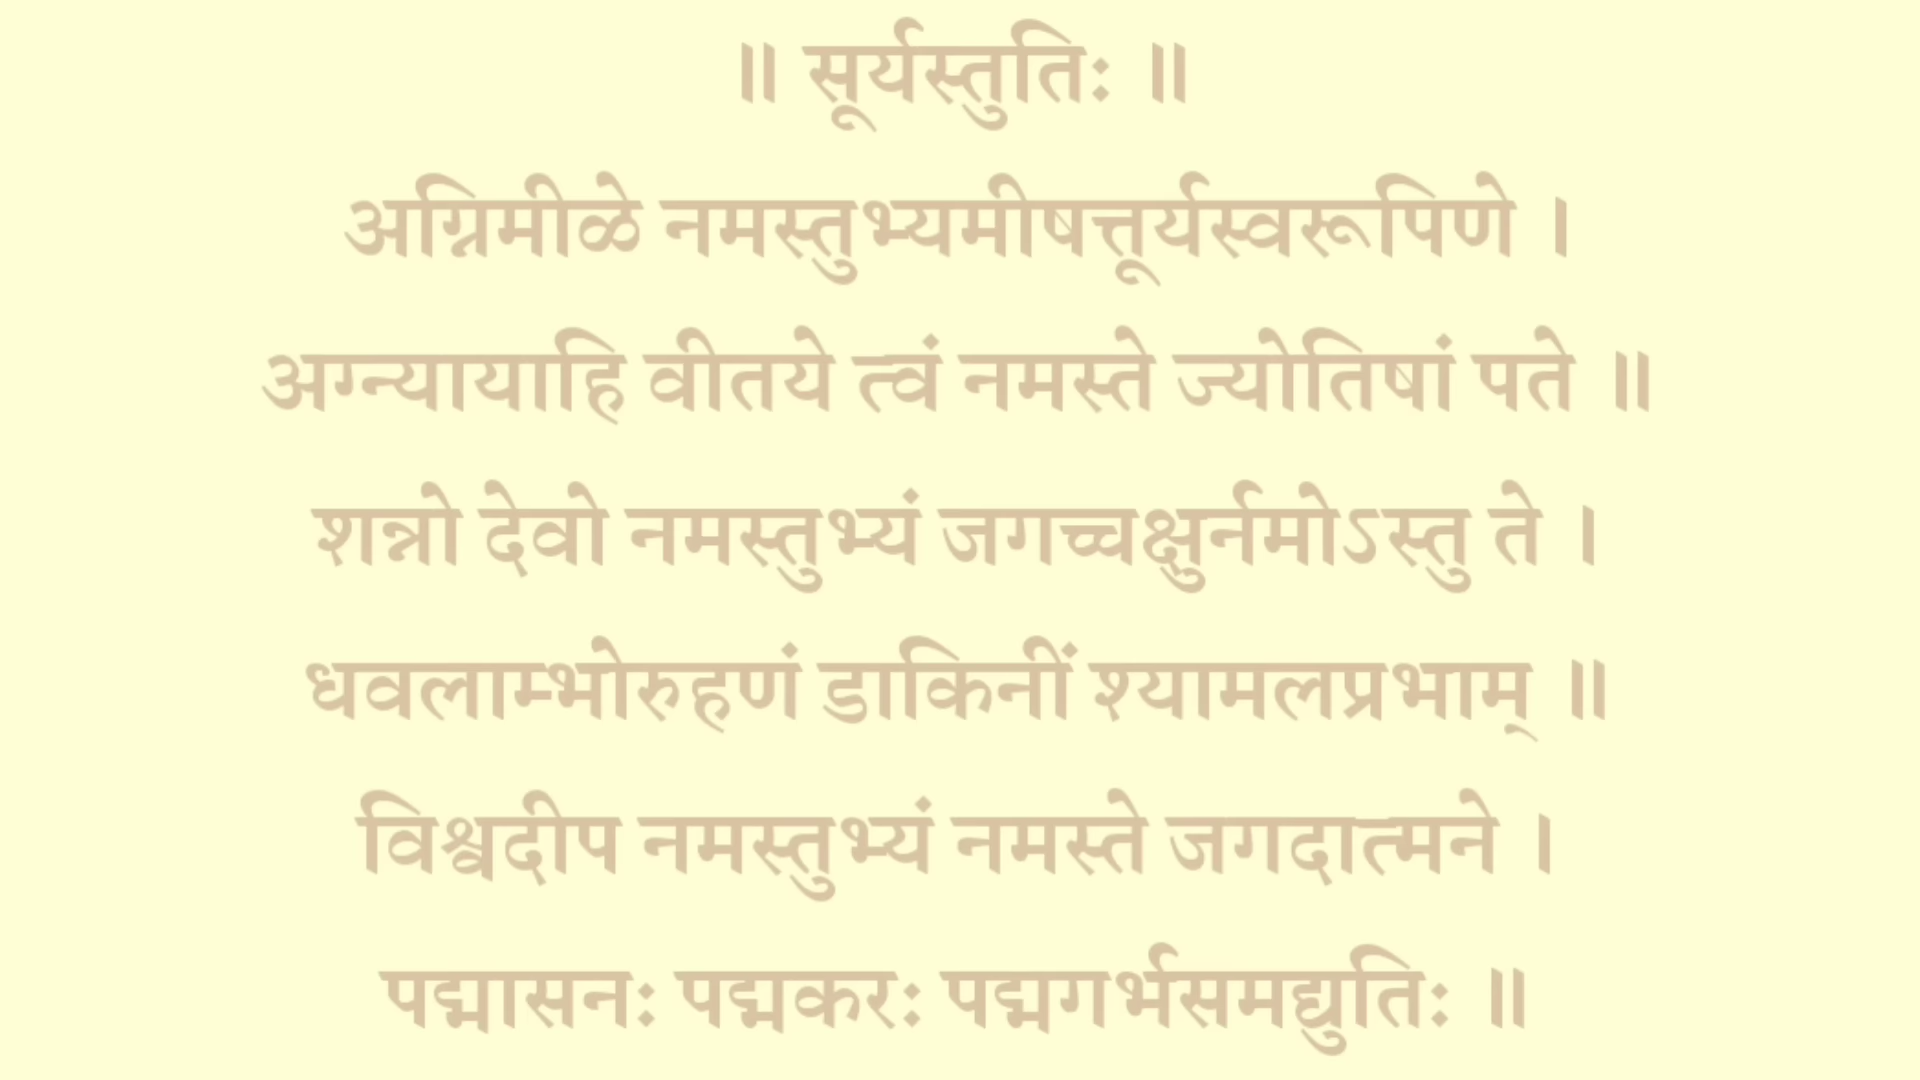 ॥ सूर्यस्तुतिः ॥
अग्निमीळे नमस्तुभ्यमीषत्तूर्यस्वरूपिणे ।
अग्न्यायाहि वीतये त्वं नमस्ते ज्योतिषां पते ॥
शन्नो देवो नमस्तुभ्यं जगच्चक्षुर्नमोऽस्तु ते ।
धवलाम्भोरुहणं डाकिनीं श्यामलप्रभाम् ॥
विश्वदीप नमस्तुभ्यं नमस्ते जगदात्मने ।
पद्मासनः पद्मकरः पद्मगर्भसमद्युतिः ॥